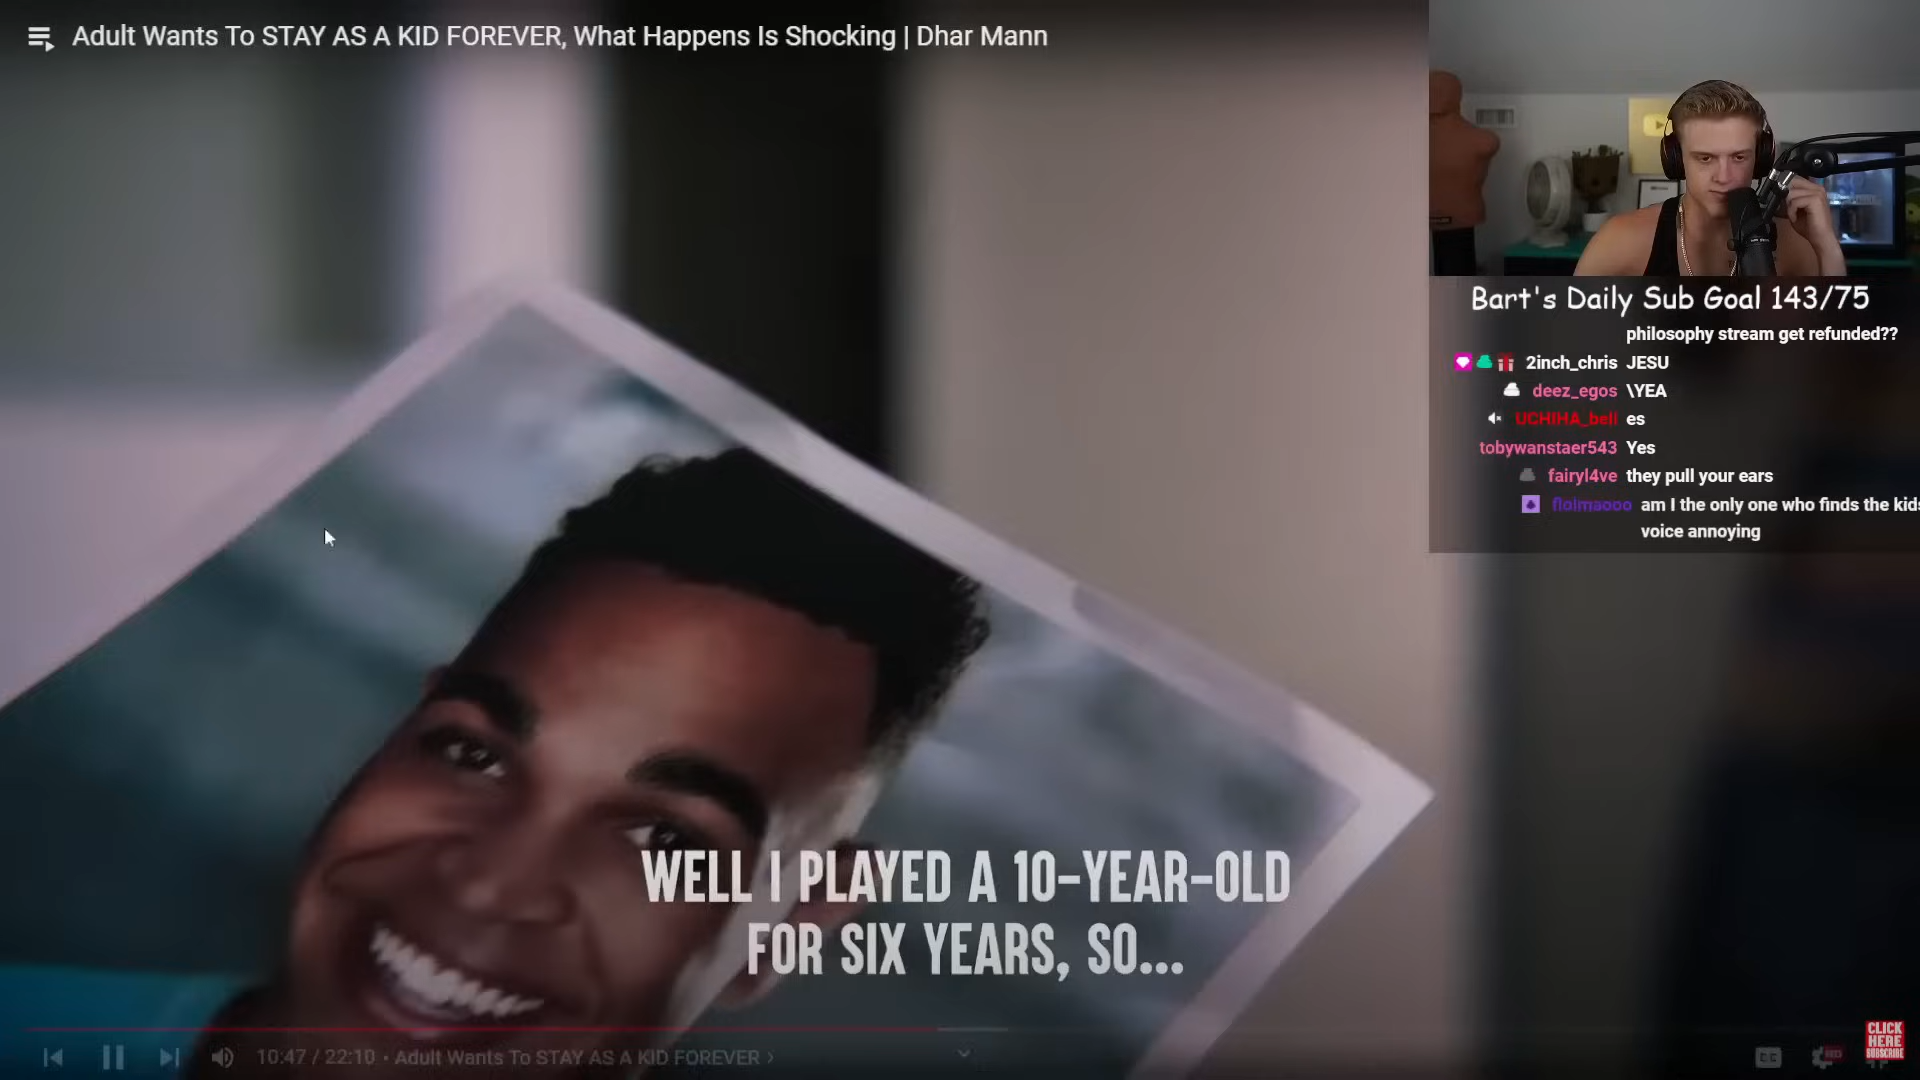 Adult Wants To STAY AS A KID FOREVER, What Happens Is Shocking | Dhar Mann
Bart's Daily Sub Goal 143/75
philosophy stream get refunded??
2inch_chris JESU
deez_egos \YEA
UCHIHA_bell es
tobywanstaer543 Yes
fairyl4ve they pull your ears
flolmaooo am I the only one who finds the kids
voice annoying
WELL I PLAYED A 10-YEAR-OLD
FOR SIX YEARS, SO...
10:47 / 22:10 • Adult Wants To STAY AS A KID FOREVER
CC
HD
CLICK
HERE
SUBSCRIBE